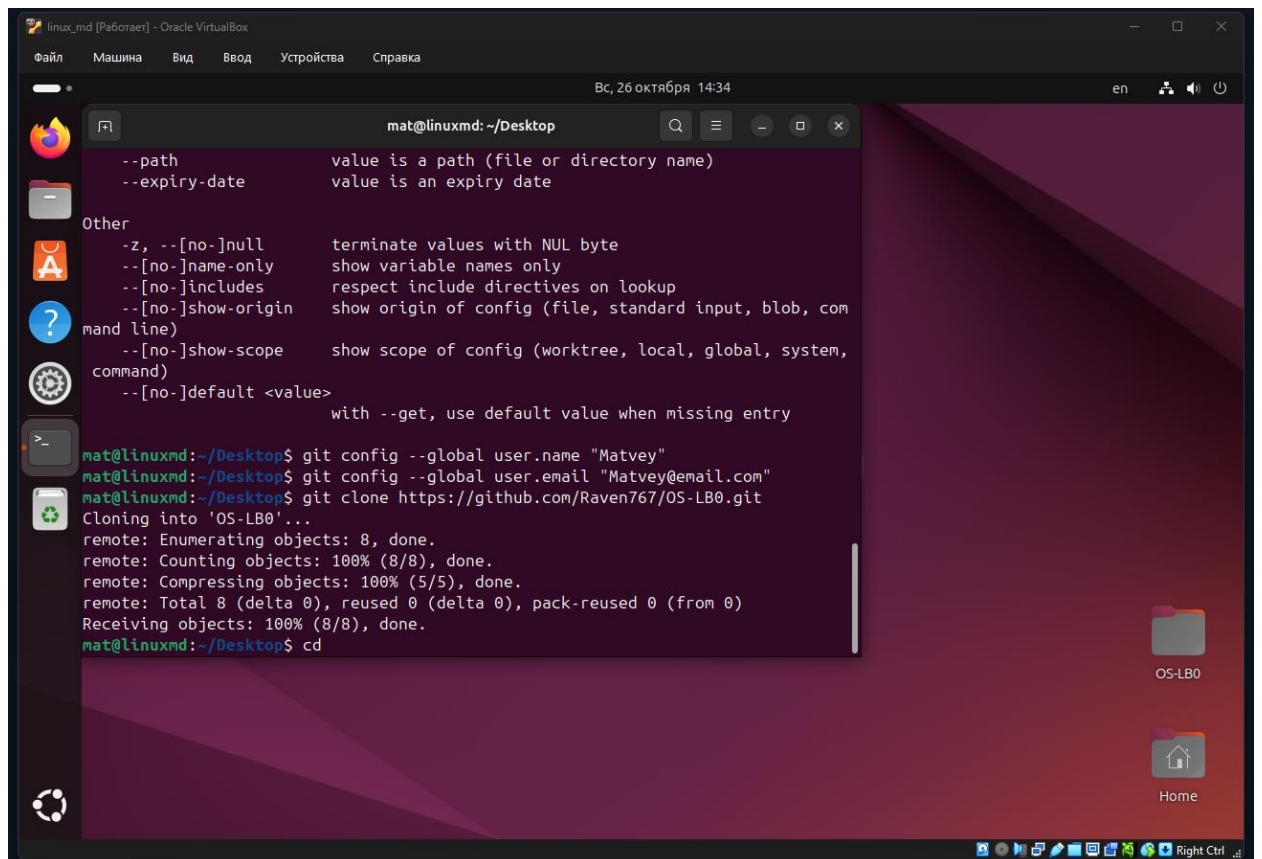 linux_md [Работает] - Oracle VirtualBox
Файл Машина Вид Ввод Устройства Справка
Вс, 26 октября 14:34 en
mat@linuxmd: ~/Desktop
--path value is a path (file or directory name)
--expiry-date value is an expiry date
Other
-z, --[no-]null terminate values with NUL byte
--[no-]name-only show variable names only
--[no-]includes respect include directives on lookup
--[no-]show-origin show origin of config (file, standard input, blob, com
mand line)
--[no-]show-scope show scope of config (worktree, local, global, system,
command)
--[no-]default <value>
with --get, use default value when missing entry
mat@linuxmd:~/Desktop$ git config --global user.name "Matvey"
mat@linuxmd:~/Desktop$ git config --global user.email "Matvey@email.com"
mat@linuxmd:~/Desktop$ git clone https://github.com/Raven767/OS-LB0.git
Cloning into 'OS-LB0'...
remote: Enumerating objects: 8, done.
remote: Counting objects: 100% (8/8), done.
remote: Compressing objects: 100% (5/5), done.
remote: Total 8 (delta 0), reused 0 (delta 0), pack-reused 0 (from 0)
Receiving objects: 100% (8/8), done.
mat@linuxmd:~/Desktop$ cd
OS-LB0
Home
Right Ctrl